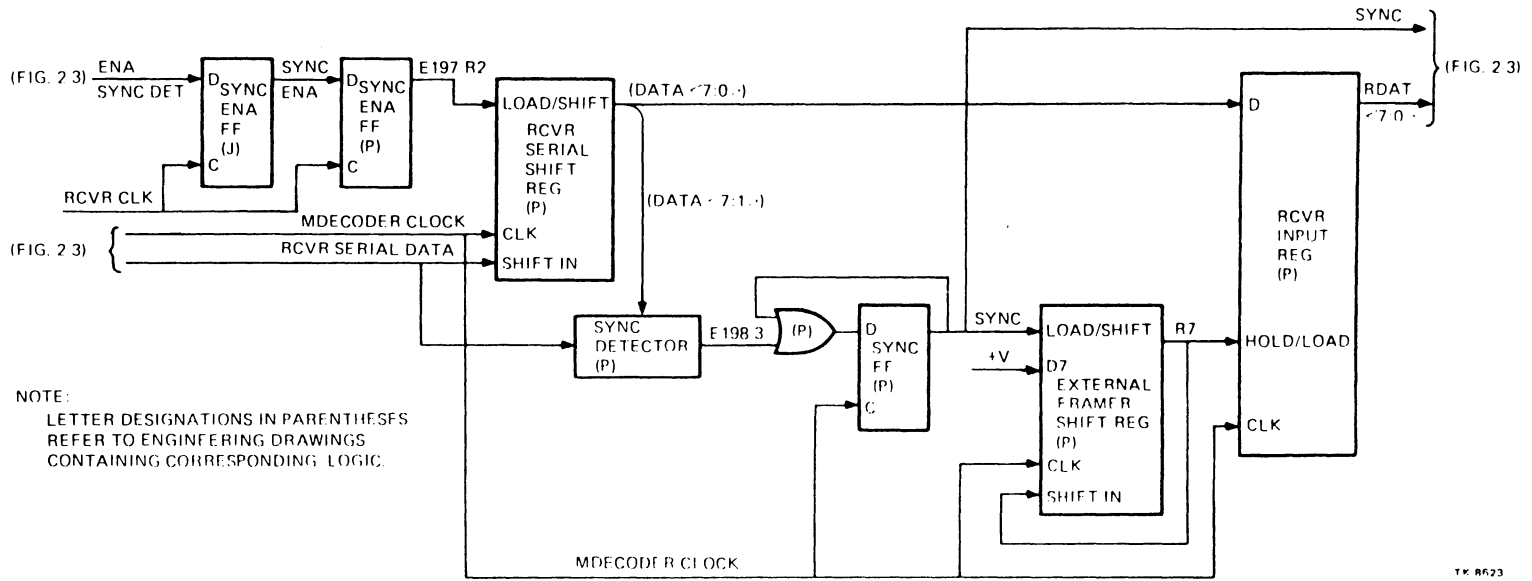 SYNC
(FIG. 2 3)
ENA
SYNC DET
D
SYNC
ENA
FF
(J)
C
SYNC
ENA
D
SYNC
ENA
FF
(P)
C
E197 R2
RCVR CLK
LOAD/SHIFT
RCVR
SERIAL
SHIFT
REG
(P)
CLK
SHIFT IN
(DATA <7:0>)
(DATA <7:1>)
D
RCVR
INPUT
REG
(P)
HOLD/LOAD
CLK
RDAT
<7:0>
(FIG. 2 3)
(FIG. 2 3)
MDECODER CLOCK
RCVR SERIAL DATA
SYNC
DETECTOR
(P)
E198 3
(P)
D
SYNC
FF
(P)
C
SYNC
+V
LOAD/SHIFT
D7
EXTERNAL
FRAMER
SHIFT REG
(P)
CLK
SHIFT IN
R7
NOTE:
LETTER DESIGNATIONS IN PARENTHESES
REFER TO ENGINEERING DRAWINGS
CONTAINING CORRESPONDING LOGIC.
MDECODER CLOCK
TK 8623